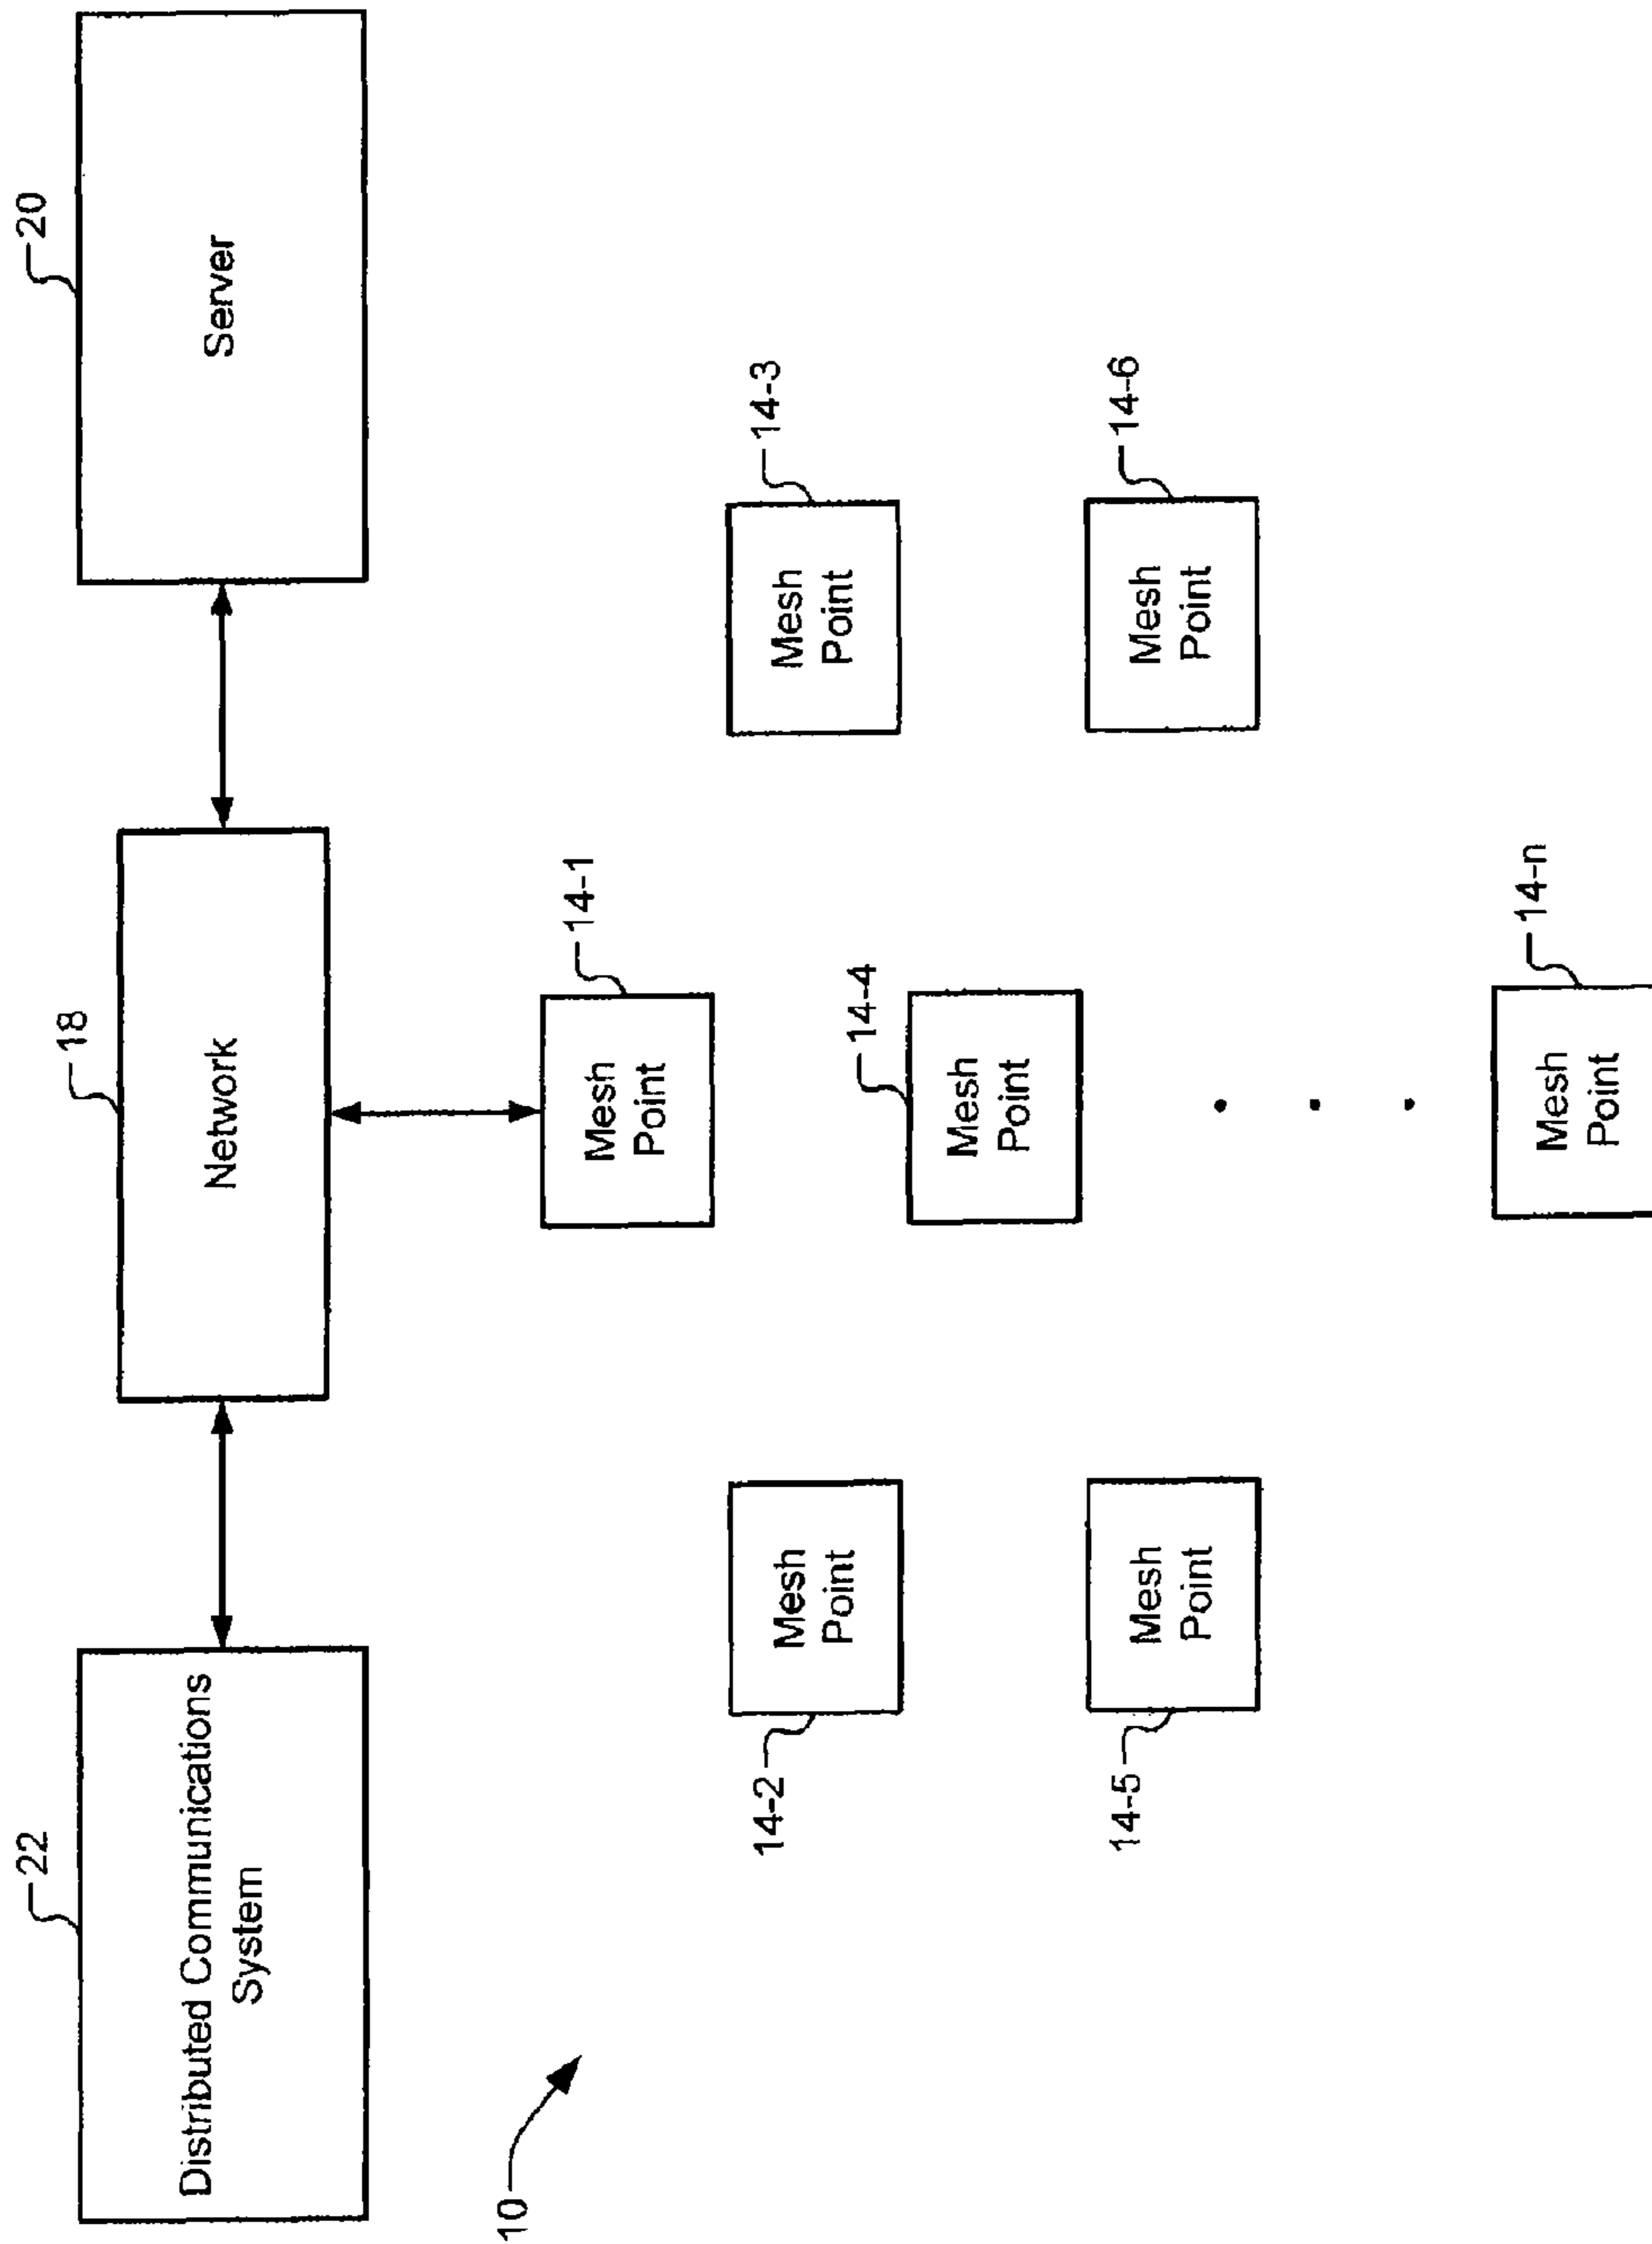 22
Distributed Communications
System
18
Network
20
Server
14-1
Mesh
Point
14-2
Mesh
Point
14-3
Mesh
Point
14-4
Mesh
Point
14-5
Mesh
Point
14-6
Mesh
Point
14-n
Mesh
Point
10